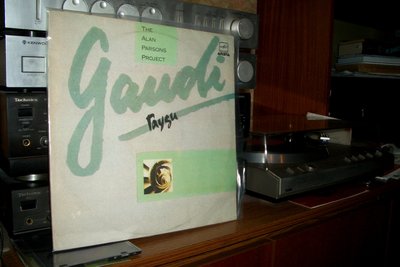 THE
ALAN
PARSONS
PROJECT
Gaudi
Гауди
KENWOOD
Technics